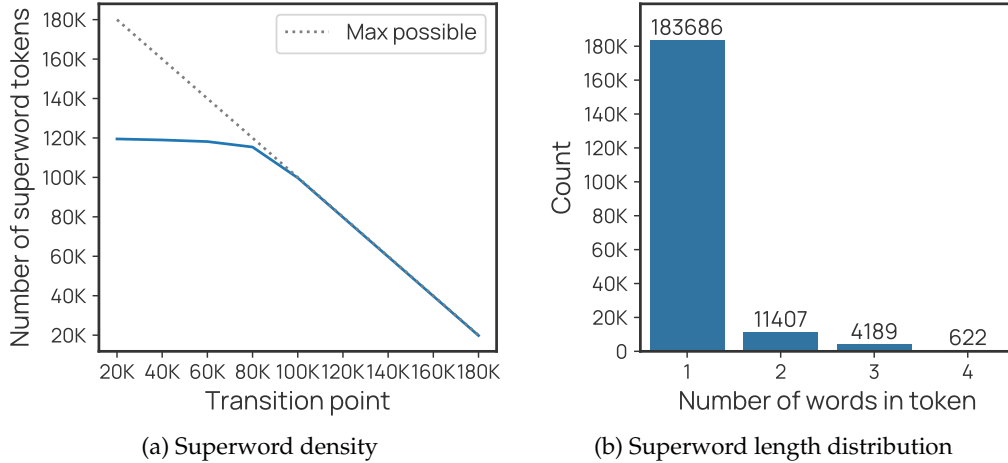 Number of superword tokens
180K
160K
140K
120K
100K
80K
60K
40K
20K
Max possible
20K 40K 60K 80K 100K 120K 140K 160K 180K
Transition point
(a) Superword density
Count
180K
160K
140K
120K
100K
80K
60K
40K
20K
0
183686
11407
4189
622
1 2 3 4
Number of words in token
(b) Superword length distribution